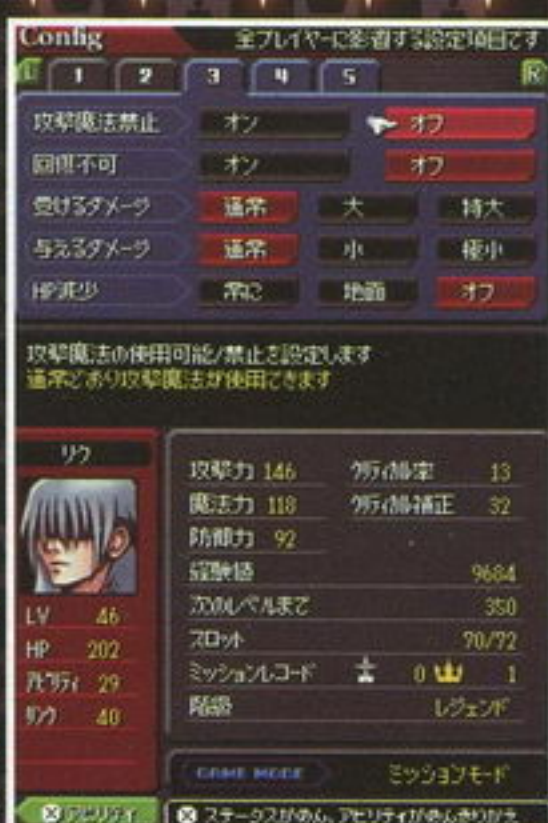 Config 全プレイヤーに影響する設定項目です
L 1 2 3 4 5 R
攻撃魔法禁止 オン オフ
回復不可 オン オフ
受けるダメージ 通常 大 特大
与えるダメージ 通常 小 極小
HP減少 常に 地面 オフ
攻撃魔法の使用可能/禁止を設定します
通常どおり攻撃魔法が使用できます
リク
LV 46
HP 202
アビリティ 29
リンク 40
攻撃力 146 クリティカル率 13
魔法力 118 クリティカル補正 32
防御力 92
経験値 9684
次のレベルまで 350
スロット 70/72
ミッションレコード 0 1
階級 レジェンド
GAME MODE ミッションモード
Ⓧ アビリティ
Ⓧ ステータスがめん、アビリティがめんきりかえ